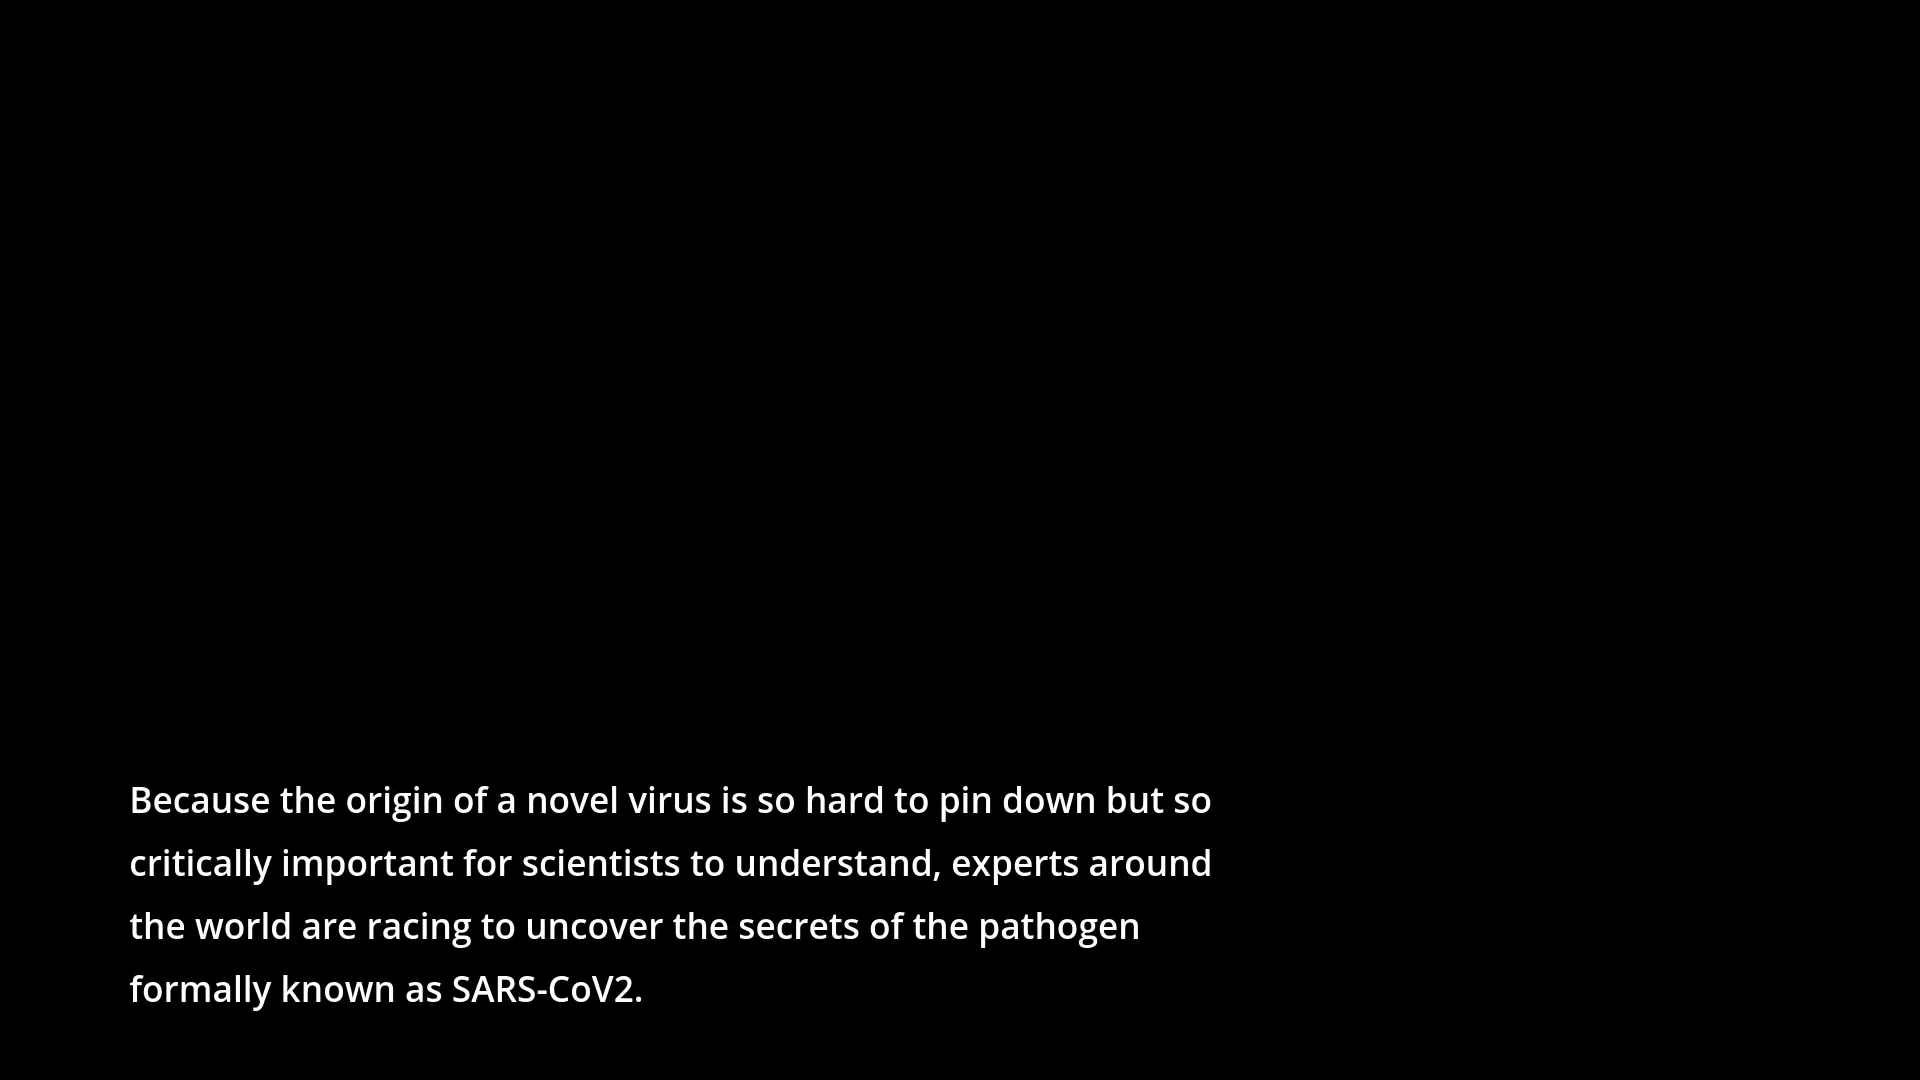 Because the origin of a novel virus is so hard to pin down but so
critically important for scientists to understand, experts around
the world are racing to uncover the secrets of the pathogen
formally known as SARS-CoV2.